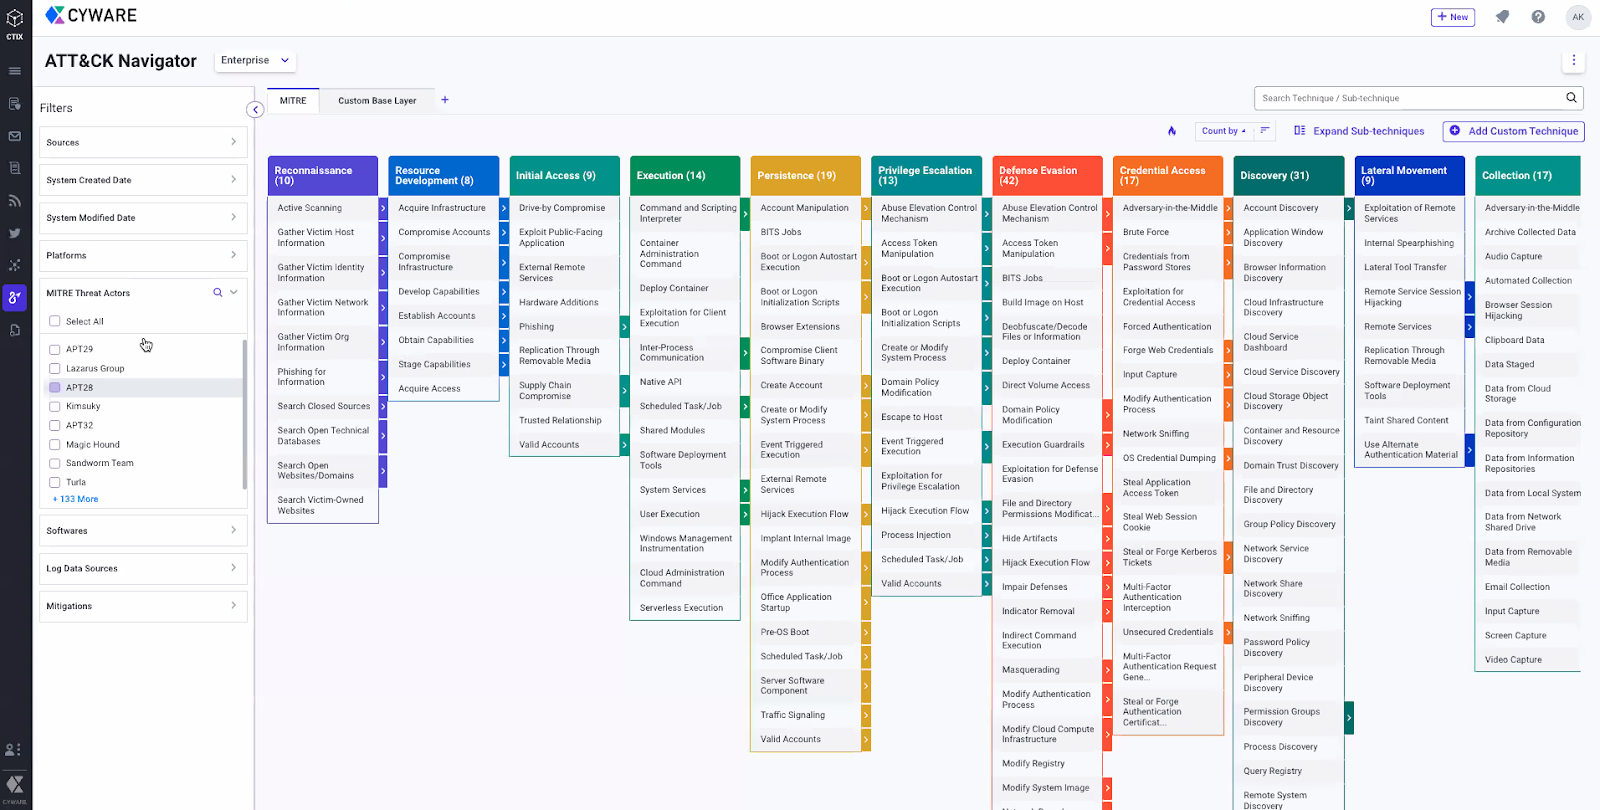 CYWARE
CTIX
+ New
AK
ATT&CK Navigator
Enterprise
Filters
MITRE
Custom Base Layer
+
Search Technique / Sub-technique
Count by
Expand Sub-techniques
Add Custom Technique
Sources
System Created Date
System Modified Date
Platforms
MITRE Threat Actors
Select All
APT29
Lazarus Group
APT28
Kimsuky
APT32
Magic Hound
Sandworm Team
Turla
+ 133 More
Softwares
Log Data Sources
Mitigations
CYWARE
Reconnaissance
(10)
Active Scanning
Gather Victim Host
Information
Gather Victim Identity
Information
Gather Victim Network
Information
Gather Victim Org
Information
Phishing for
Information
Search Closed Sources
Search Open Technical
Databases
Search Open
Websites/Domains
Search Victim-Owned
Websites
Resource
Development (8)
Acquire Infrastructure
Compromise Accounts
Compromise
Infrastructure
Develop Capabilities
Establish Accounts
Obtain Capabilities
Stage Capabilities
Acquire Access
Initial Access (9)
Drive-by Compromise
Exploit Public-Facing
Application
External Remote
Services
Hardware Additions
Phishing
Replication Through
Removable Media
Supply Chain
Compromise
Trusted Relationship
Valid Accounts
Execution (14)
Command and Scripting
Interpreter
Container
Administration
Command
Deploy Container
Exploitation for Client
Execution
Inter-Process
Communication
Native API
Scheduled Task/Job
Shared Modules
Software Deployment
Tools
System Services
User Execution
Windows Management
Instrumentation
Cloud Administration
Command
Serverless Execution
Persistence (19)
Account Manipulation
BITS Jobs
Boot or Logon Autostart
Execution
Boot or Logon
Initialization Scripts
Browser Extensions
Compromise Client
Software Binary
Create Account
Create or Modify
System Process
Event Triggered
Execution
External Remote
Services
Hijack Execution Flow
Implant Internal Image
Modify Authentication
Process
Office Application
Startup
Pre-OS Boot
Scheduled Task/Job
Server Software
Component
Traffic Signaling
Valid Accounts
Privilege Escalation
(13)
Abuse Elevation Control
Mechanism
Access Token
Manipulation
Boot or Logon Autostart
Execution
Boot or Logon
Initialization Scripts
Create or Modify
System Process
Domain Policy
Modification
Escape to Host
Event Triggered
Execution
Exploitation for
Privilege Escalation
Hijack Execution Flow
Process Injection
Scheduled Task/Job
Valid Accounts
Defense Evasion
(42)
Abuse Elevation Control
Mechanism
Access Token
Manipulation
BITS Jobs
Build Image on Host
Deobfuscate/Decode
Files or Information
Deploy Container
Direct Volume Access
Domain Policy
Modification
Execution Guardrails
Exploitation for Defense
Evasion
File and Directory
Permissions Modificat...
Hide Artifacts
Hijack Execution Flow
Impair Defenses
Indicator Removal
Indirect Command
Execution
Masquerading
Modify Authentication
Process
Modify Cloud Compute
Infrastructure
Modify Registry
Modify System Image
Credential Access
(17)
Adversary-in-the-Middle
Brute Force
Credentials from
Password Stores
Exploitation for
Credential Access
Forced Authentication
Forge Web Credentials
Input Capture
Modify Authentication
Process
Network Sniffing
OS Credential Dumping
Steal Application
Access Token
Steal Web Session
Cookie
Steal or Forge Kerberos
Tickets
Multi-Factor
Authentication
Interception
Unsecured Credentials
Multi-Factor
Authentication Request
Gene...
Steal or Forge
Authentication
Certificat...
Discovery (31)
Account Discovery
Application Window
Discovery
Browser Information
Discovery
Cloud Infrastructure
Discovery
Cloud Service
Dashboard
Cloud Service Discovery
Cloud Storage Object
Discovery
Container and Resource
Discovery
Domain Trust Discovery
File and Directory
Discovery
Group Policy Discovery
Network Service
Discovery
Network Share
Discovery
Network Sniffing
Password Policy
Discovery
Peripheral Device
Discovery
Permission Groups
Discovery
Process Discovery
Query Registry
Remote System
Discovery
Lateral Movement
(9)
Exploitation of Remote
Services
Internal Spearphishing
Lateral Tool Transfer
Remote Service Session
Hijacking
Remote Services
Replication Through
Removable Media
Software Deployment
Tools
Taint Shared Content
Use Alternate
Authentication Material
Collection (17)
Adversary-in-the-Middle
Archive Collected Data
Audio Capture
Automated Collection
Browser Session
Hijacking
Clipboard Data
Data Staged
Data from Cloud
Storage
Data from Configuration
Repository
Data from Information
Repositories
Data from Local System
Data from Network
Shared Drive
Data from Removable
Media
Email Collection
Input Capture
Screen Capture
Video Capture